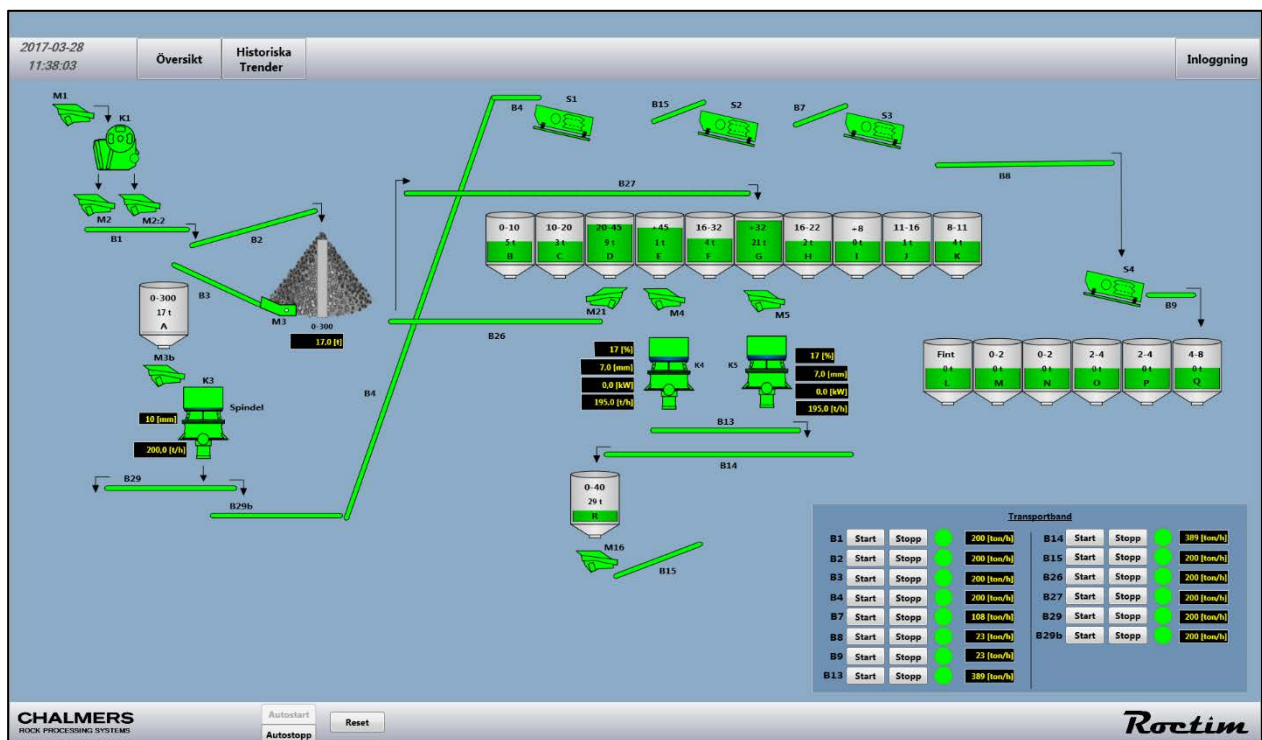 2017-03-28
11:38:03
Översikt
Historiska
Trender
Inloggning
M1
K1
M2
M2:2
B1
B2
B3
M3
0-300
17.0 [t]
0-300
17 t
A
M3b
K3
Spindel
10 [mm]
200,0 [t/h]
B29
B29b
B4
B4
S1
B15
S2
B7
S3
B8
S4
B9
B27
B26
0-10
5 t
B
10-20
3 t
C
20-45
9 t
D
+45
1 t
E
16-32
4 t
F
+32
21 t
G
16-22
2 t
H
+8
0 t
I
11-16
1 t
J
8-11
4 t
K
M21
M4
M5
17 [%]
7,0 [mm]
0,0 [kW]
195,0 [t/h]
K4
K5
17 [%]
7,0 [mm]
0,0 [kW]
195,0 [t/h]
B13
B14
0-40
29 t
R
M16
B15
Fint
0 t
L
0-2
0 t
M
0-2
0 t
N
2-4
0 t
O
2-4
0 t
P
4-8
0 t
Q
Transportband
B1 Start Stopp 200 [ton/h]
B2 Start Stopp 200 [ton/h]
B3 Start Stopp 200 [ton/h]
B4 Start Stopp 200 [ton/h]
B7 Start Stopp 108 [ton/h]
B8 Start Stopp 23 [ton/h]
B9 Start Stopp 23 [ton/h]
B13 Start Stopp 389 [ton/h]
B14 Start Stopp 389 [ton/h]
B15 Start Stopp 200 [ton/h]
B26 Start Stopp 200 [ton/h]
B27 Start Stopp 200 [ton/h]
B29 Start Stopp 200 [ton/h]
B29b Start Stopp 200 [ton/h]
CHALMERS
ROCK PROCESSING SYSTEMS
Autostart
Autostopp
Reset
Roctim